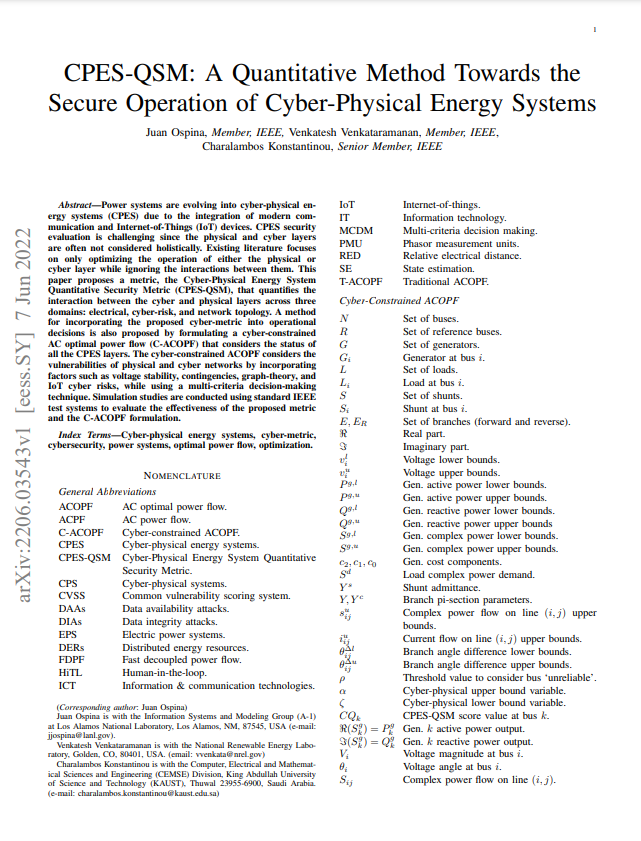 1
CPES-QSM: A Quantitative Method Towards the
Secure Operation of Cyber-Physical Energy Systems
Juan Ospina, Member, IEEE, Venkatesh Venkataramanan, Member, IEEE,
Charalambos Konstantinou, Senior Member, IEEE
arXiv:2206.03543v1 [eess.SY] 7 Jun 2022
Abstract—Power systems are evolving into cyber-physical en-
ergy systems (CPES) due to the integration of modern com-
munication and Internet-of-Things (IoT) devices. CPES security
evaluation is challenging since the physical and cyber layers
are often not considered holistically. Existing literature focuses
on only optimizing the operation of either the physical or
cyber layer while ignoring the interactions between them. This
paper proposes a metric, the Cyber-Physical Energy System
Quantitative Security Metric (CPES-QSM), that quantifies the
interaction between the cyber and physical layers across three
domains: electrical, cyber-risk, and network topology. A method
for incorporating the proposed cyber-metric into operational
decisions is also proposed by formulating a cyber-constrained
AC optimal power flow (C-ACOPF) that considers the status of
all the CPES layers. The cyber-constrained ACOPF considers the
vulnerabilities of physical and cyber networks by incorporating
factors such as voltage stability, contingencies, graph-theory, and
IoT cyber risks, while using a multi-criteria decision-making
technique. Simulation studies are conducted using standard IEEE
test systems to evaluate the effectiveness of the proposed metric
and the C-ACOPF formulation.
Index Terms—Cyber-physical energy systems, cyber-metric,
cybersecurity, power systems, optimal power flow, optimization.
NOMENCLATURE
General Abbreviations
ACOPF AC optimal power flow.
ACPF AC power flow.
C-ACOPF Cyber-constrained ACOPF.
CPES Cyber-physical energy systems.
CPES-QSM Cyber-Physical Energy System Quantitative
Security Metric.
CPS Cyber-physical systems.
CVSS Common vulnerability scoring system.
DAAs Data availability attacks.
DIAs Data integrity attacks.
EPS Electric power systems.
DERs Distributed energy resources.
FDPF Fast decoupled power flow.
HiTL Human-in-the-loop.
ICT Information & communication technologies.
(Corresponding author: Juan Ospina)
Juan Ospina is with the Information Systems and Modeling Group (A-1)
at Los Alamos National Laboratory, Los Alamos, NM, 87545, USA (e-mail:
jjospina@lanl.gov).
Venkatesh Venkataramanan is with the National Renewable Energy Labo-
ratory, Golden, CO, 80401, USA. (email: vvenkata@nrel.gov)
Charalambos Konstantinou is with the Computer, Electrical and Mathemat-
ical Sciences and Engineering (CEMSE) Division, King Abdullah University
of Science and Technology (KAUST), Thuwal 23955-6900, Saudi Arabia.
(e-mail: charalambos.konstantinou@kaust.edu.sa)
IoT Internet-of-things.
IT Information technology.
MCDM Multi-criteria decision making.
PMU Phasor measurement units.
RED Relative electrical distance.
SE State estimation.
T-ACOPF Traditional ACOPF.
Cyber-Constrained ACOPF
N Set of buses.
R Set of reference buses.
G Set of generators.
G_i Generator at bus i.
L Set of loads.
L_i Load at bus i.
S Set of shunts.
S_i Shunt at bus i.
E, E_R Set of branches (forward and reverse).
ℜ Real part.
ℑ Imaginary part.
v_i^l Voltage lower bounds.
v_i^u Voltage upper bounds.
P^{g,l} Gen. active power lower bounds.
P^{g,u} Gen. active power upper bounds.
Q^{g,l} Gen. reactive power lower bounds.
Q^{g,u} Gen. reactive power upper bounds
S^{g,l} Gen. complex power lower bounds.
S^{g,u} Gen. complex power upper bounds.
c_2, c_1, c_0 Gen. cost components.
S^d Load complex power demand.
Y^s Shunt admittance.
Y, Y^c Branch pi-section parameters.
s_{ij}^u Complex power flow on line (i, j) upper
bounds.
i_{ij}^u Current flow on line (i, j) upper bounds.
θ_{ij}^{Δl} Branch angle difference lower bounds.
θ_{ij}^{Δu} Branch angle difference upper bounds.
ρ Threshold value to consider bus ‘unreliable’.
α Cyber-physical upper bound variable.
ζ Cyber-physical lower bound variable.
CQ_k CPES-QSM score value at bus k.
ℜ(S_k^g) = P_k^g Gen. k active power output.
ℑ(S_k^g) = Q_k^g Gen. k reactive power output.
V_i Voltage magnitude at bus i.
θ_i Voltage angle at bus i.
S_{ij} Complex power flow on line (i, j).